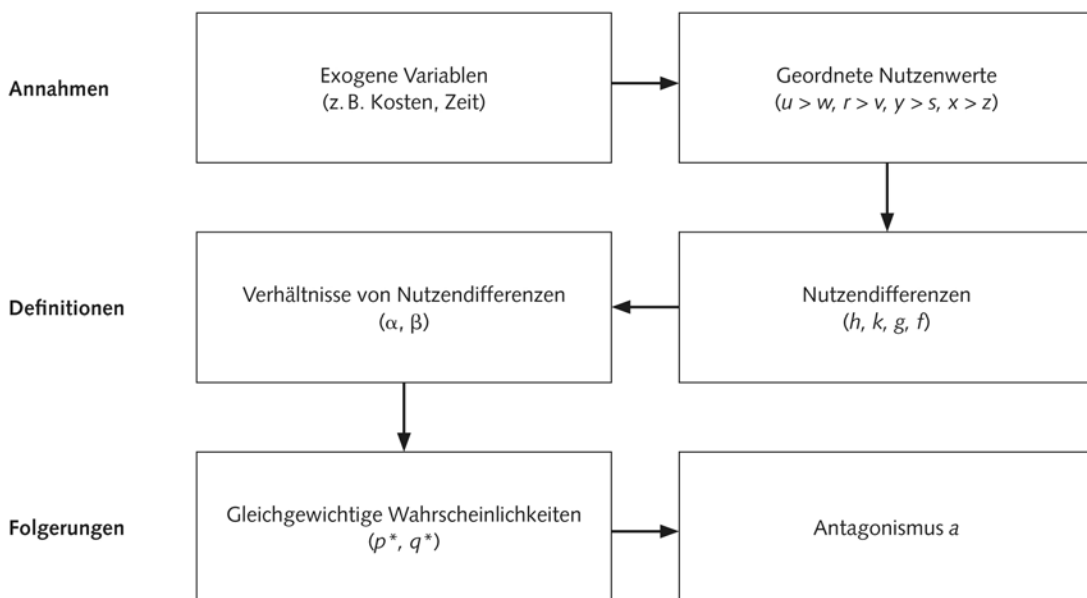 Annahmen
Exogene Variablen
(z. B. Kosten, Zeit)
Geordnete Nutzenwerte
(u > w, r > v, y > s, x > z)
Definitionen
Verhältnisse von Nutzendifferenzen
(α, β)
Nutzendifferenzen
(h, k, g, f)
Folgerungen
Gleichgewichtige Wahrscheinlichkeiten
(p*, q*)
Antagonismus a